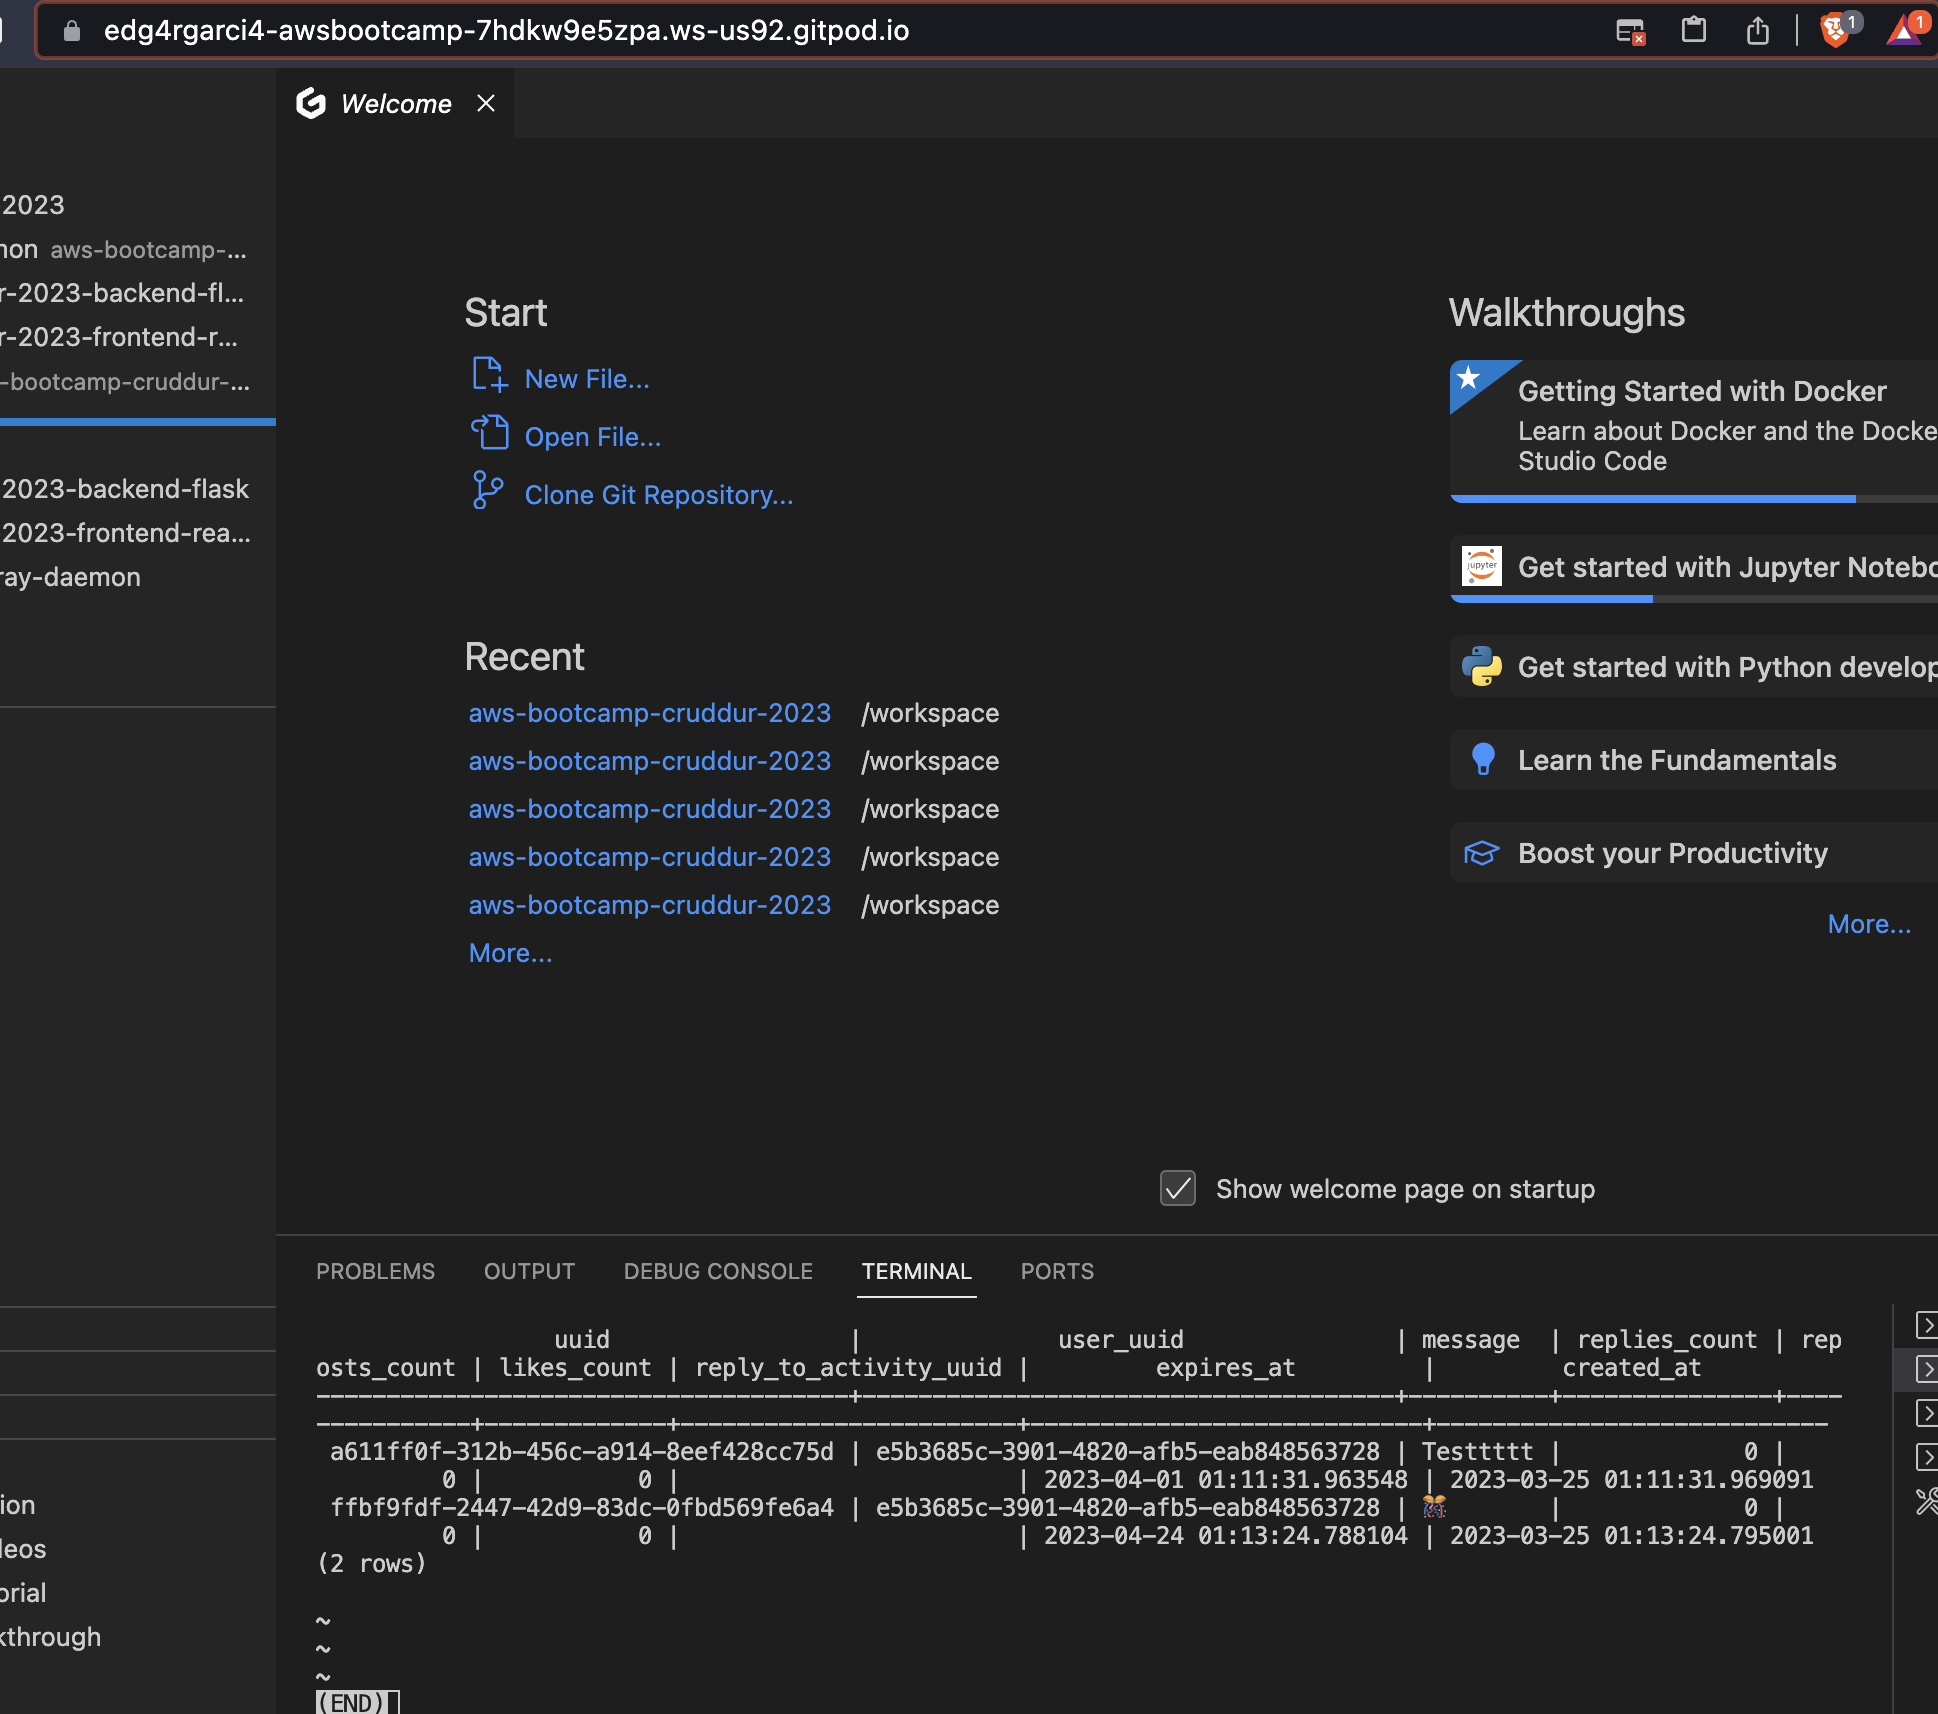 edg4rgarci4-awsbootcamp-7hdkw9e5zpa.ws-us92.gitpod.io
1
1
Welcome
2023
non aws-bootcamp-...
r-2023-backend-fl...
r-2023-frontend-r...
-bootcamp-cruddur-...
2023-backend-flask
2023-frontend-rea...
ray-daemon
Start
New File...
Open File...
Clone Git Repository...
Recent
aws-bootcamp-cruddur-2023 /workspace
aws-bootcamp-cruddur-2023 /workspace
aws-bootcamp-cruddur-2023 /workspace
aws-bootcamp-cruddur-2023 /workspace
aws-bootcamp-cruddur-2023 /workspace
More...
Walkthroughs
Getting Started with Docker
Learn about Docker and the Docke
Studio Code
jupyter
Get started with Jupyter Notebo
Get started with Python develop
Learn the Fundamentals
Boost your Productivity
More...
Show welcome page on startup
ion
leos
orial
kthrough
PROBLEMS OUTPUT DEBUG CONSOLE TERMINAL PORTS
uuid | user_uuid | message | replies_count | rep
osts_count | likes_count | reply_to_activity_uuid | expires_at | created_at
--------------------------------------+--------------------------------------+----------+---------------+----
-----------+-------------+------------------------+----------------------------+----------------------------
a611ff0f-312b-456c-a914-8eef428cc75d | e5b3685c-3901-4820-afb5-eab848563728 | Testtttt | 0 |
0 | 0 | | 2023-04-01 01:11:31.963548 | 2023-03-25 01:11:31.969091
ffbf9fdf-2447-42d9-83dc-0fbd569fe6a4 | e5b3685c-3901-4820-afb5-eab848563728 | 🎊 | 0 |
0 | 0 | | 2023-04-24 01:13:24.788104 | 2023-03-25 01:13:24.795001
(2 rows)
~
~
~
(END)